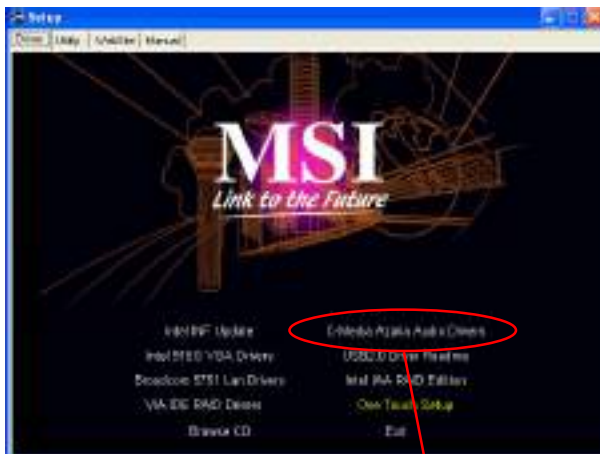 Setup
Driver Utility WebSite Manual
MSI
Link to the Future
Intel INF Update
C-Media Azalia Audio Drivers
Intel 910G VGA Drivers
USB2.0 Driver Readme
Broadcom 5751 Lan Drivers
Intel IAA RAID Edition
VIA IDE RAID Drivers
One Touch Setup
Browse CD
Exit